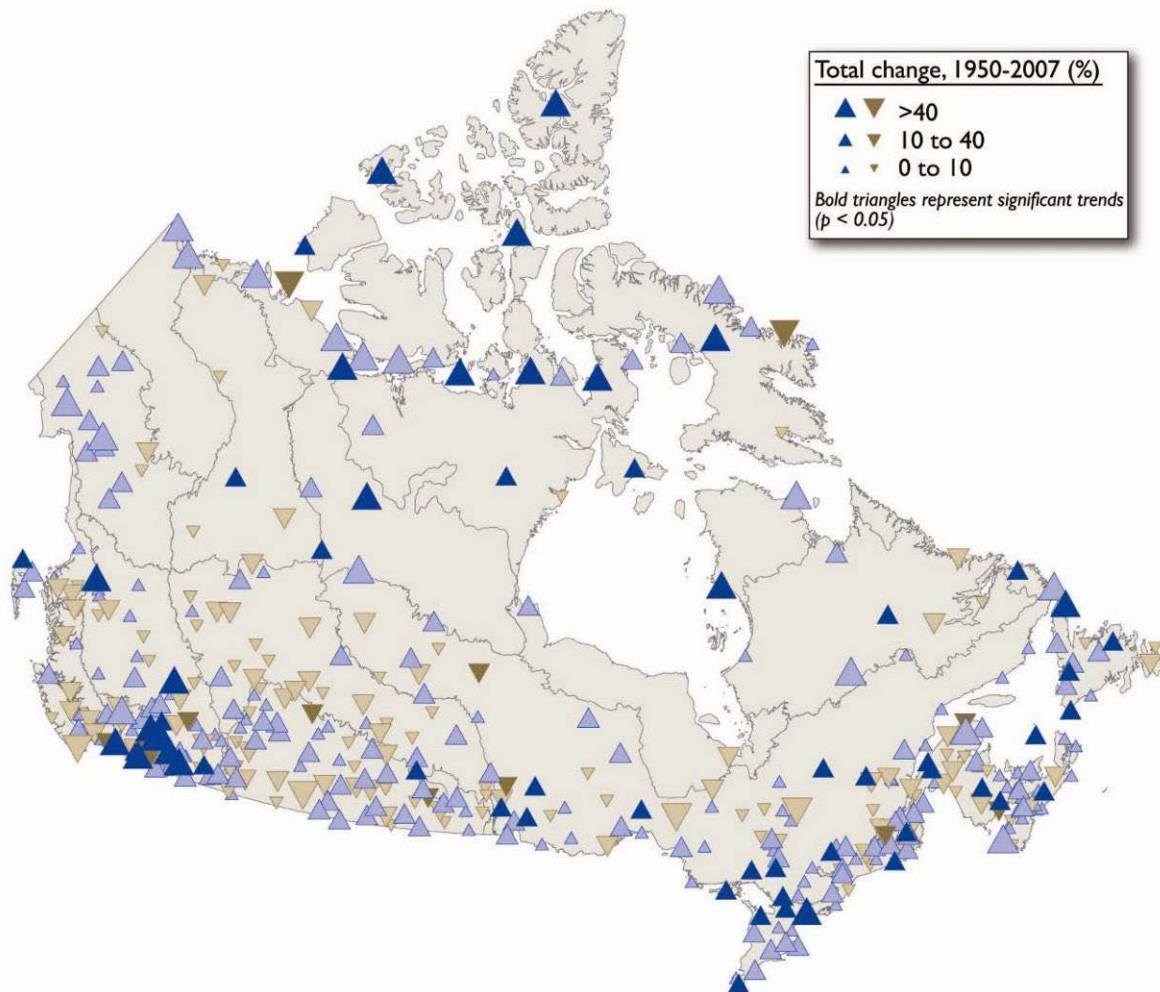 Total change, 1950-2007 (%)
>40
10 to 40
0 to 10
Bold triangles represent significant trends
(p < 0.05)